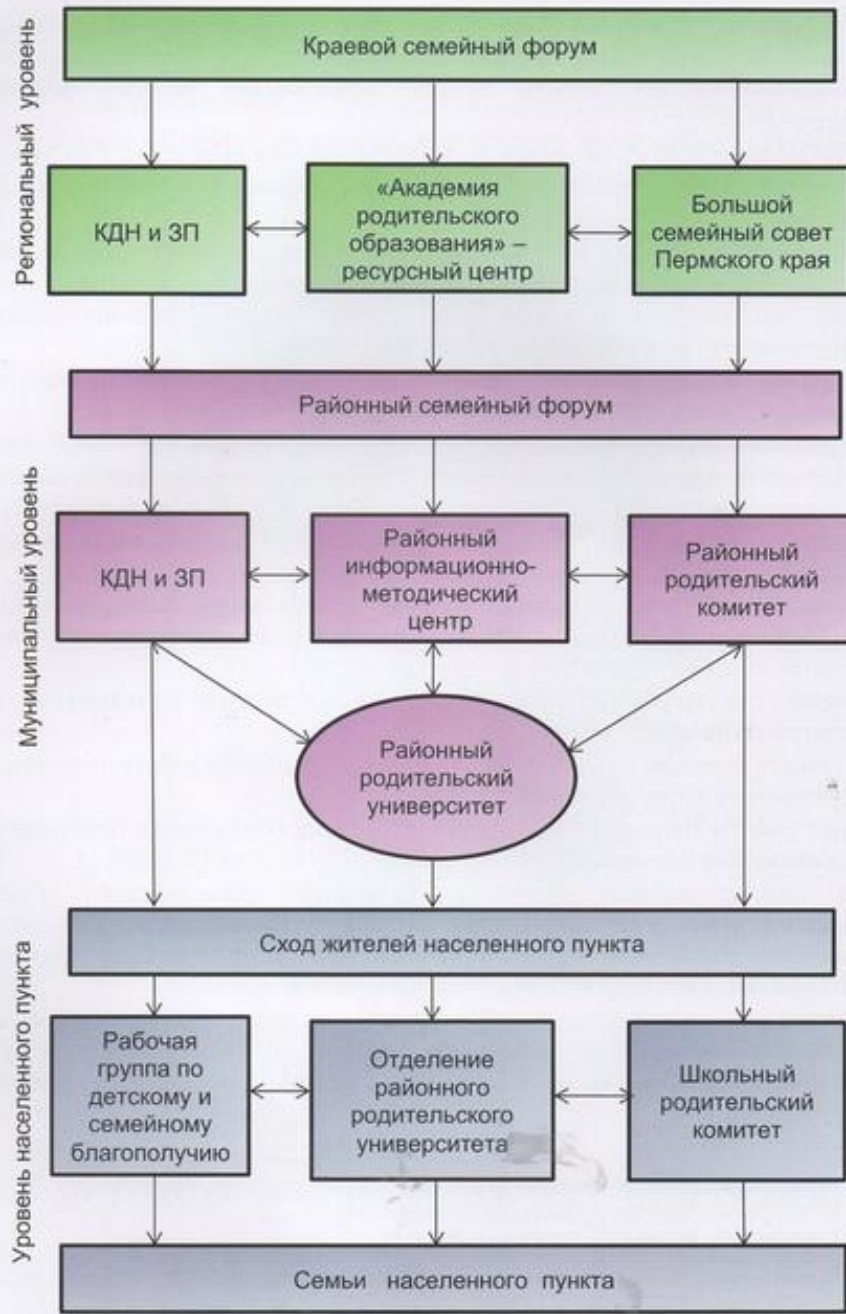 Региональный уровень
Краевой семейный форум
КДН и ЗП
«Академия
родительского
образования» –
ресурсный центр
Большой
семейный совет
Пермского края
Муниципальный уровень
Районный семейный форум
КДН и ЗП
Районный
информационно-
методический
центр
Районный
родительский
комитет
Районный
родительский
университет
Уровень населенного пункта
Сход жителей населенного пункта
Рабочая
группа по
детскому и
семейному
благополучию
Отделение
районного
родительского
университета
Школьный
родительский
комитет
Семьи населенного пункта